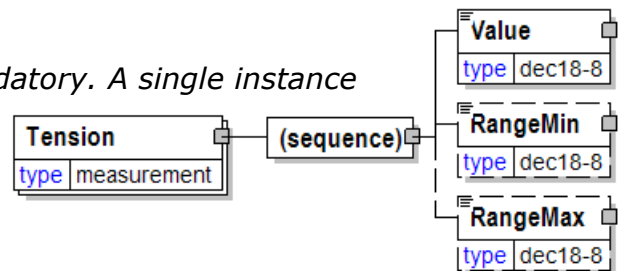 Value
type dec18-8
datory. A single instance
RangeMin
type dec18-8
Tension
type measurement
(sequence)
RangeMax
type dec18-8